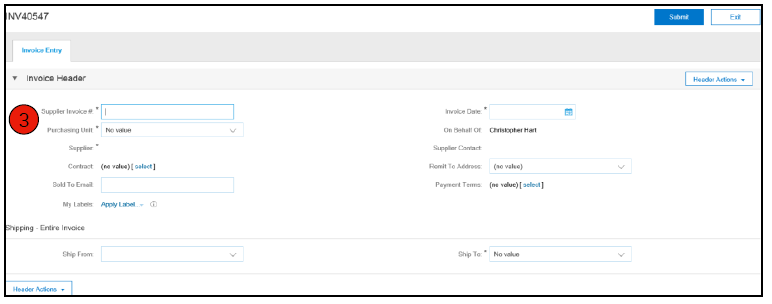 INV40547
Submit
Exit
Invoice Entry
Invoice Header
Header Actions
3
Supplier Invoice #: *
Invoice Date: *
Purchasing Unit: * No value
On Behalf Of: Christopher Hart
Supplier: *
Supplier Contact:
Contract: (no value) [ select ]
Remit To Address: (no value)
Sold To Email:
Payment Terms: (no value) [ select ]
My Labels: Apply Label...
Shipping - Entire Invoice
Ship From:
Ship To: * No value
Header Actions